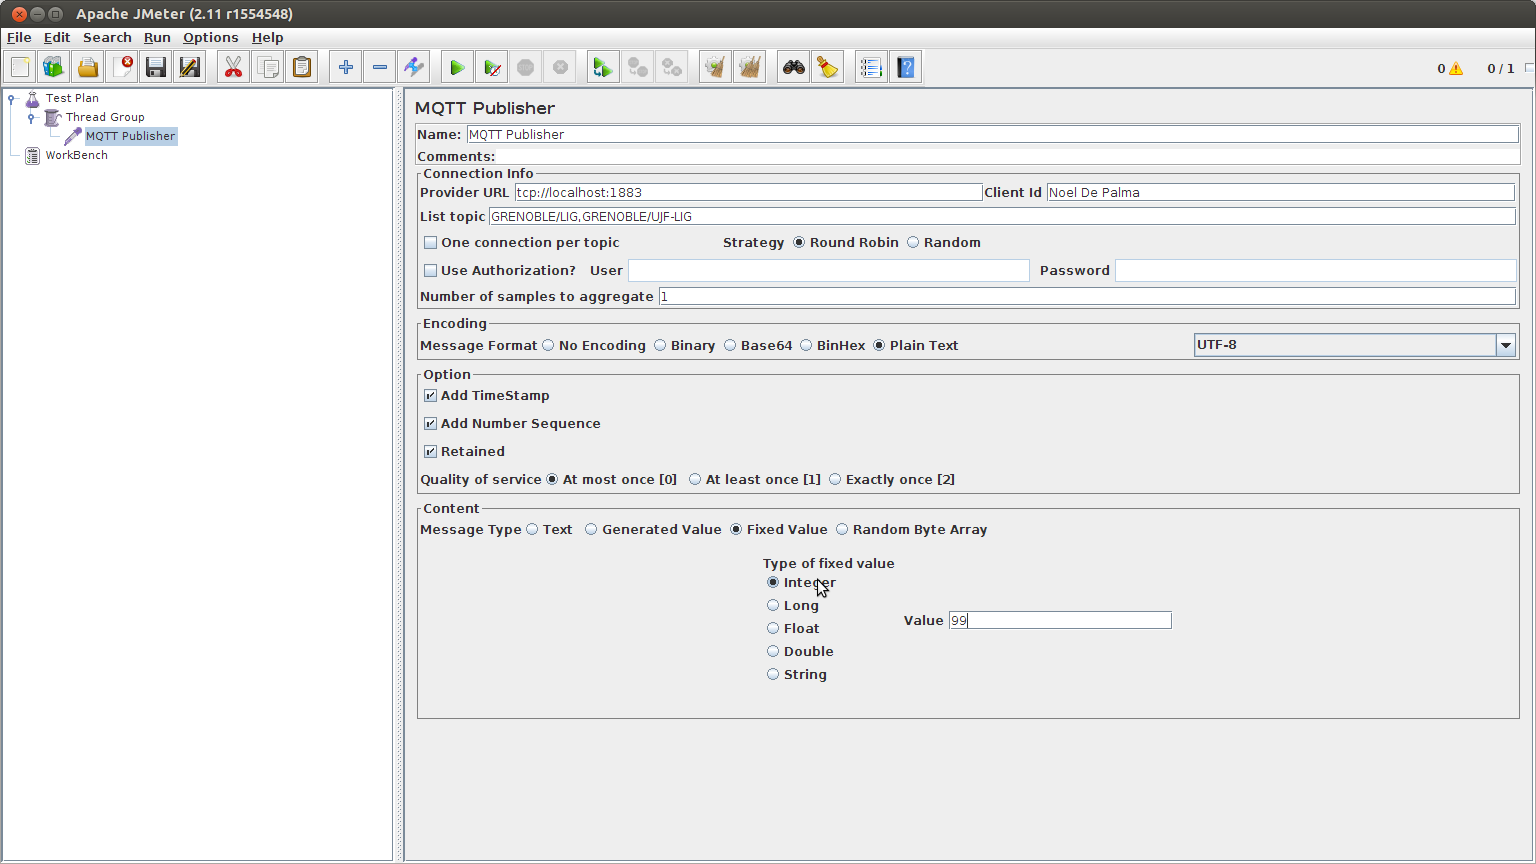 Apache JMeter (2.11 r1554548)
File Edit Search Run Options Help
0 0 / 1
Test Plan
Thread Group
MQTT Publisher
WorkBench
MQTT Publisher
Name: MQTT Publisher
Comments:
Connection Info
Provider URL tcp://localhost:1883 Client Id Noel De Palma
List topic GRENOBLE/LIG,GRENOBLE/UJF-LIG
One connection per topic Strategy Round Robin Random
Use Authorization? User Password
Number of samples to aggregate 1
Encoding
Message Format No Encoding Binary Base64 BinHex Plain Text UTF-8
Option
Add TimeStamp
Add Number Sequence
Retained
Quality of service At most once [0] At least once [1] Exactly once [2]
Content
Message Type Text Generated Value Fixed Value Random Byte Array
Type of fixed value
Integer
Long
Value 99
Float
Double
String